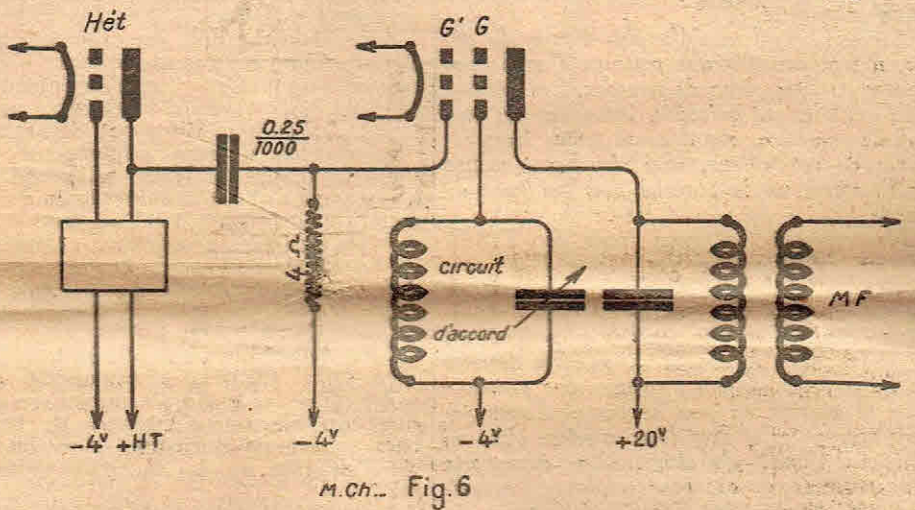 Hét
G' G
0.25
1000
4 Ω
circuit
d'accord
MF
-4v
+HT
-4v
-4v
+20v
M.Ch.. Fig.6